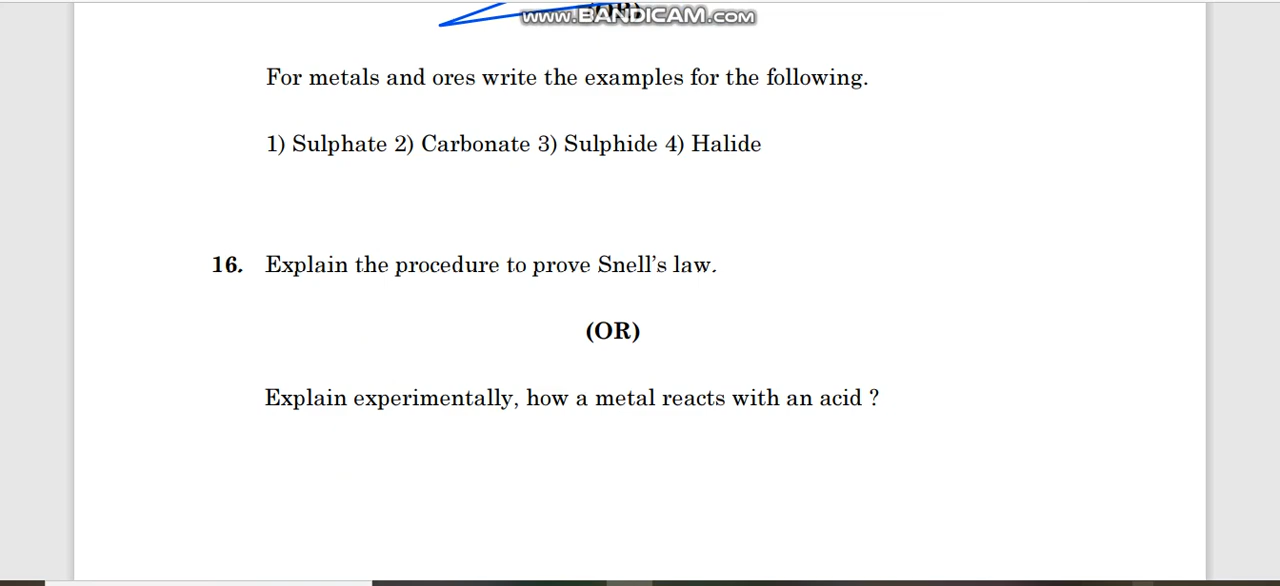 www.BANDICAM.com
For metals and ores write the examples for the following.
1) Sulphate 2) Carbonate 3) Sulphide 4) Halide
16. Explain the procedure to prove Snell's law.
(OR)
Explain experimentally, how a metal reacts with an acid ?